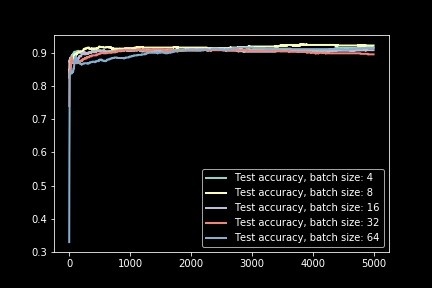 0.9
0.8
0.7
0.6
0.5
0.4
0.3
Test accuracy, batch size: 4
Test accuracy, batch size: 8
Test accuracy, batch size: 16
Test accuracy, batch size: 32
Test accuracy, batch size: 64
0 1000 2000 3000 4000 5000